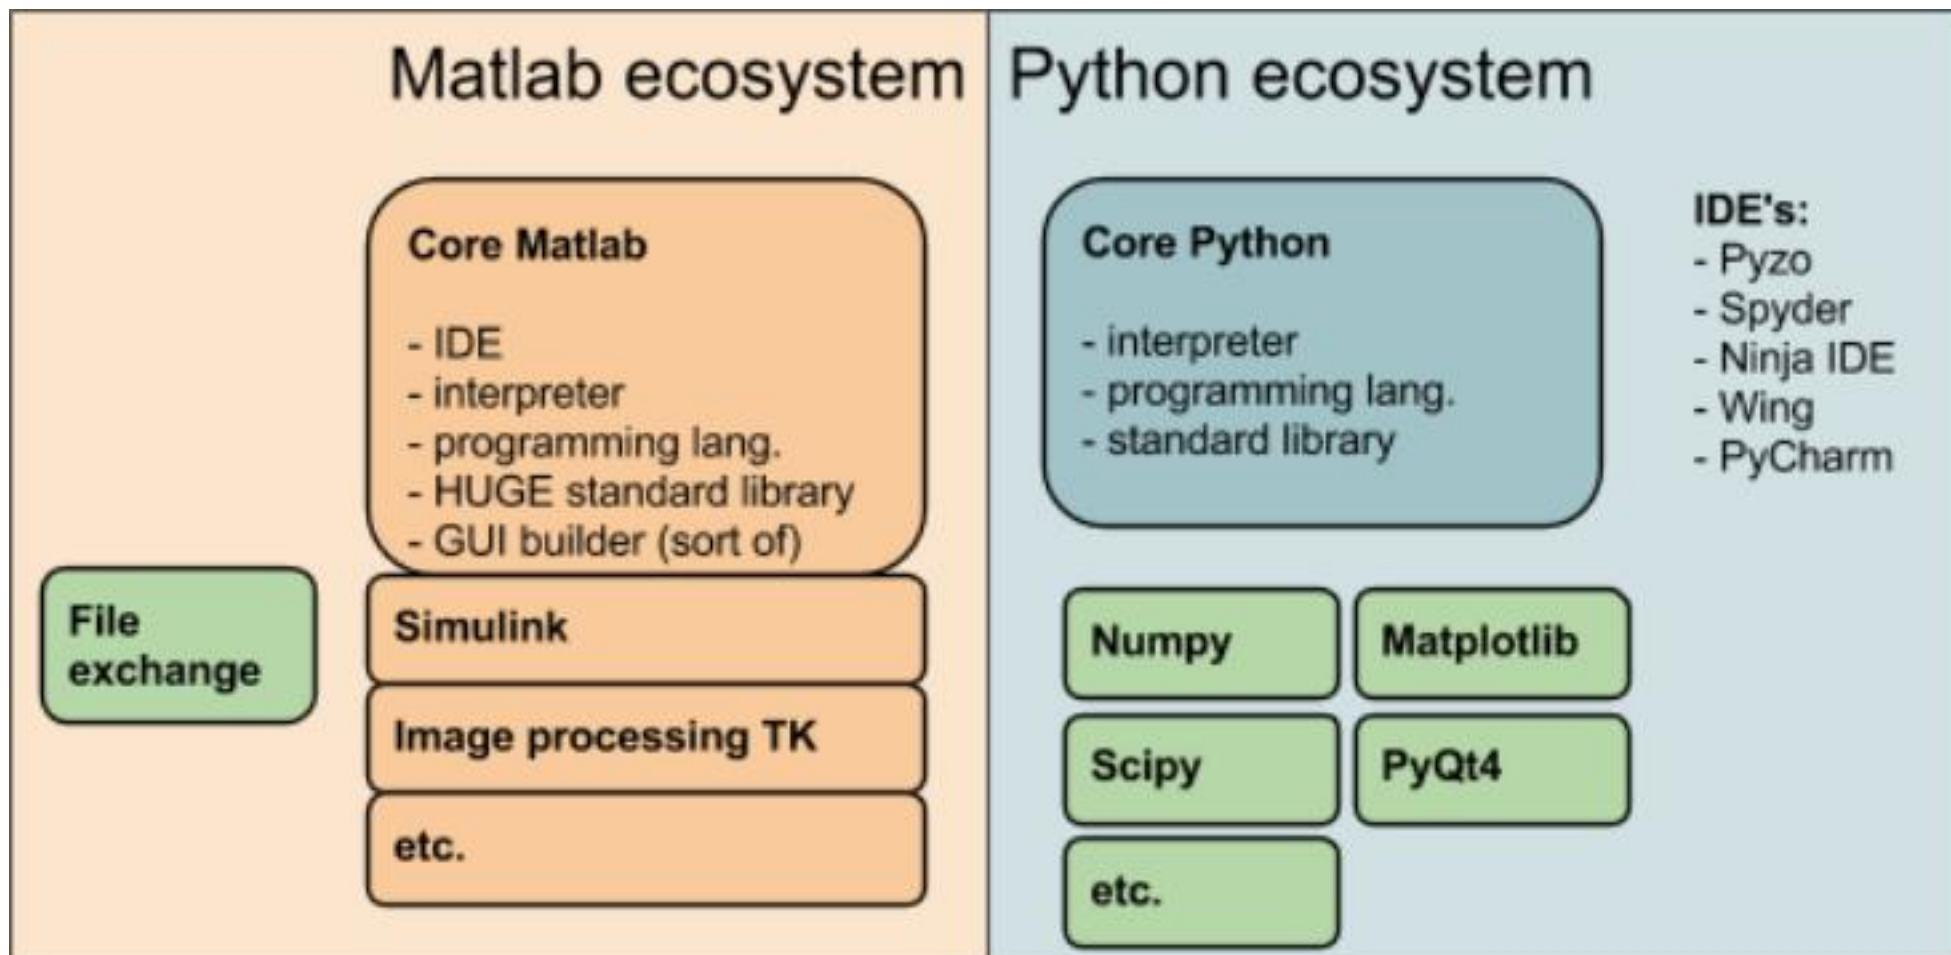 Matlab ecosystem
Core Matlab
- IDE
- interpreter
- programming lang.
- HUGE standard library
- GUI builder (sort of)
File
exchange
Simulink
Image processing TK
etc.
Python ecosystem
Core Python
- interpreter
- programming lang.
- standard library
IDE's:
- Pyzo
- Spyder
- Ninja IDE
- Wing
- PyCharm
Numpy
Matplotlib
Scipy
PyQt4
etc.